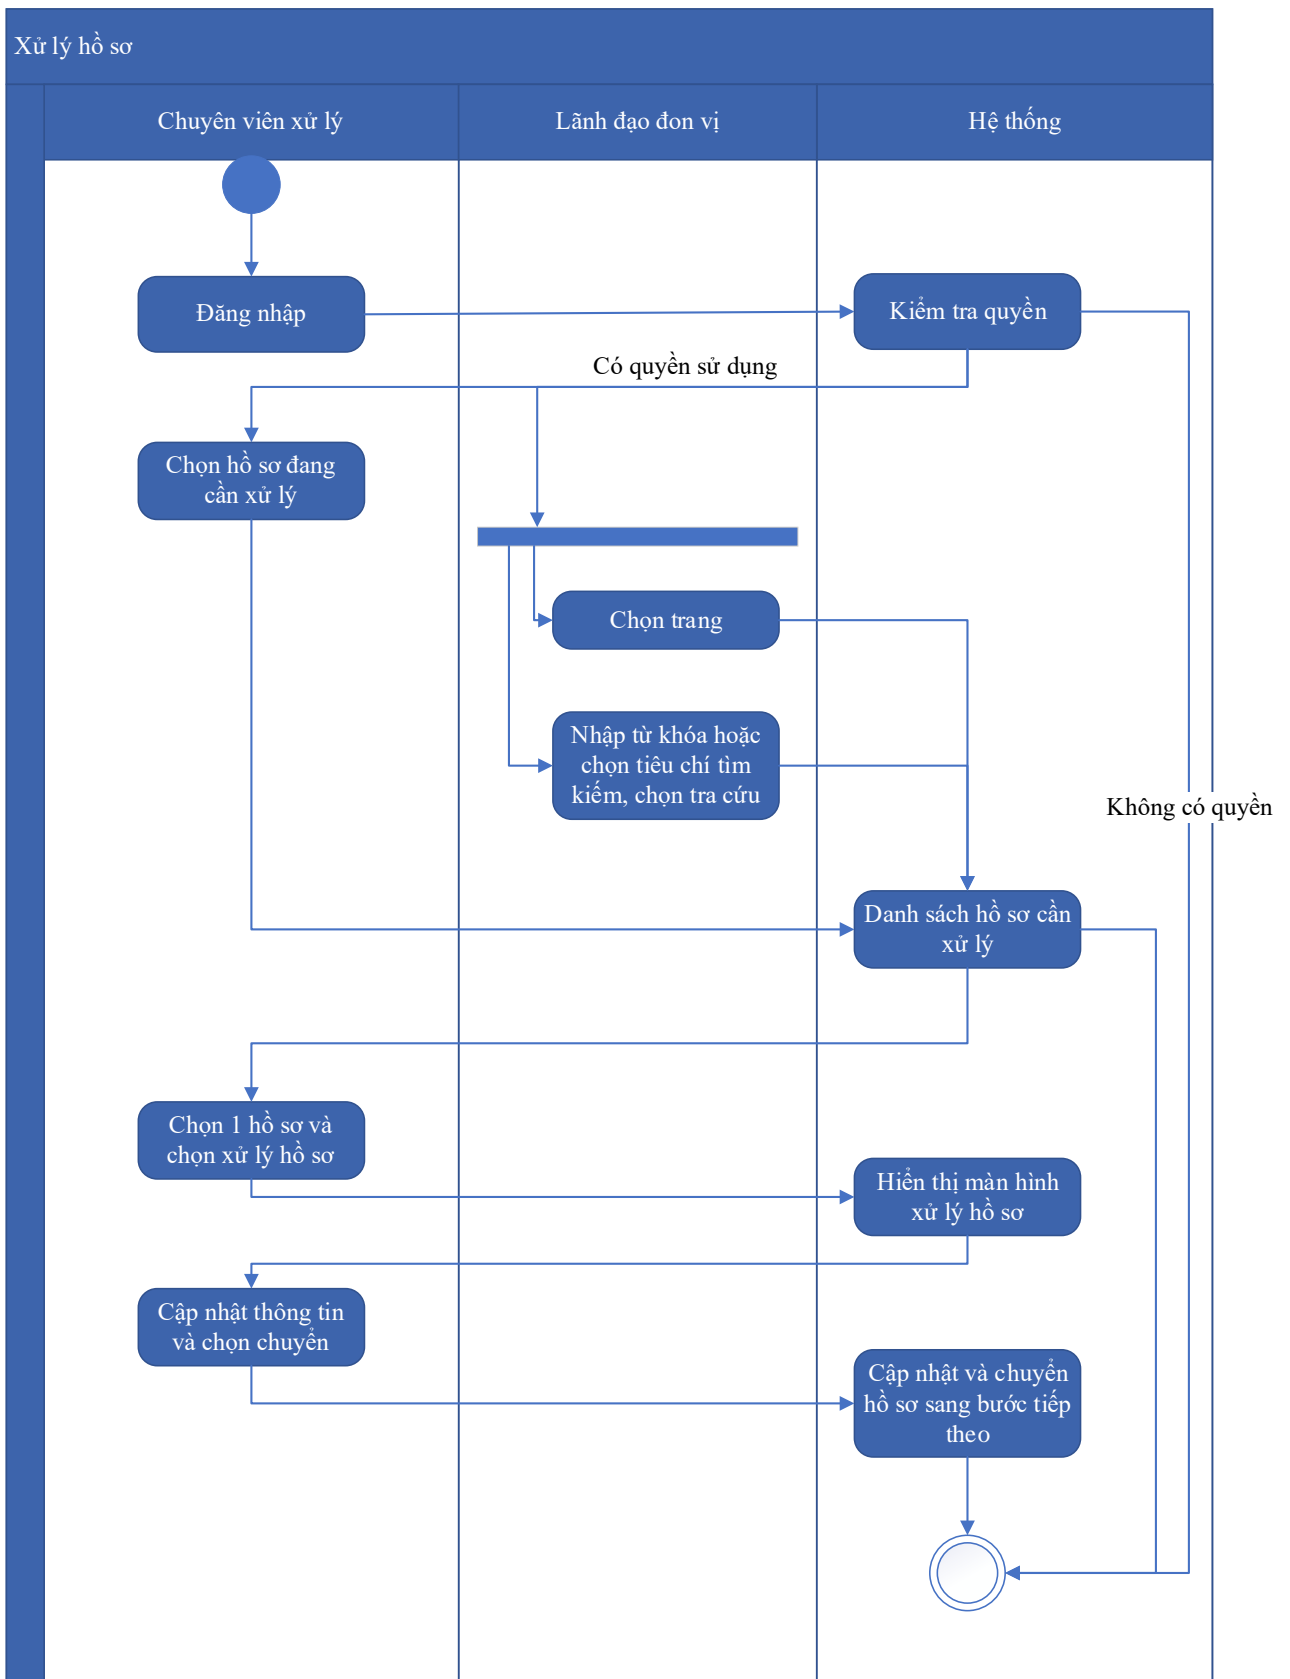 Xử lý hồ sơ
Chuyên viên xử lý
Lãnh đạo đơn vị
Hệ thống
Đăng nhập
Kiểm tra quyền
Có quyền sử dụng
Chọn hồ sơ đang
cần xử lý
Chọn trang
Nhập từ khóa hoặc
chọn tiêu chí tìm
kiếm, chọn tra cứu
Không có quyền
Danh sách hồ sơ cần
xử lý
Chọn 1 hồ sơ và
chọn xử lý hồ sơ
Hiển thị màn hình
xử lý hồ sơ
Cập nhật thông tin
và chọn chuyển
Cập nhật và chuyển
hồ sơ sang bước tiếp
theo